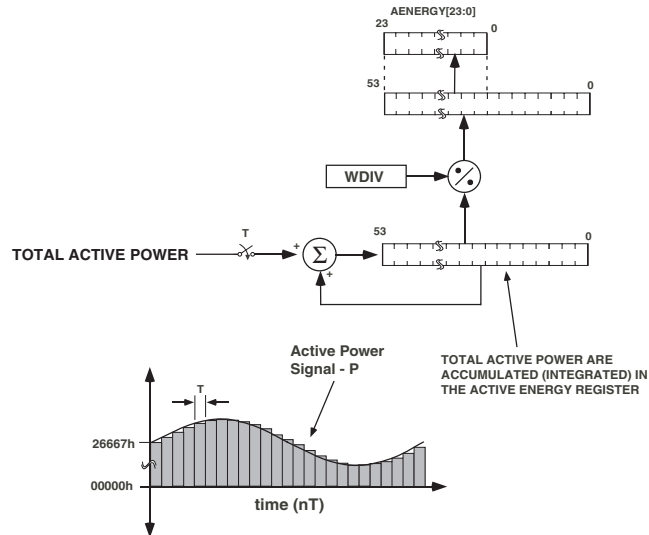 AENERGY[23:0]
23
0
53
0
WDIV
53
0
TOTAL ACTIVE POWER
T
+
Σ
+
TOTAL ACTIVE POWER ARE
ACCUMULATED (INTEGRATED) IN
THE ACTIVE ENERGY REGISTER
Active Power
Signal - P
T
26667h
00000h
time (nT)